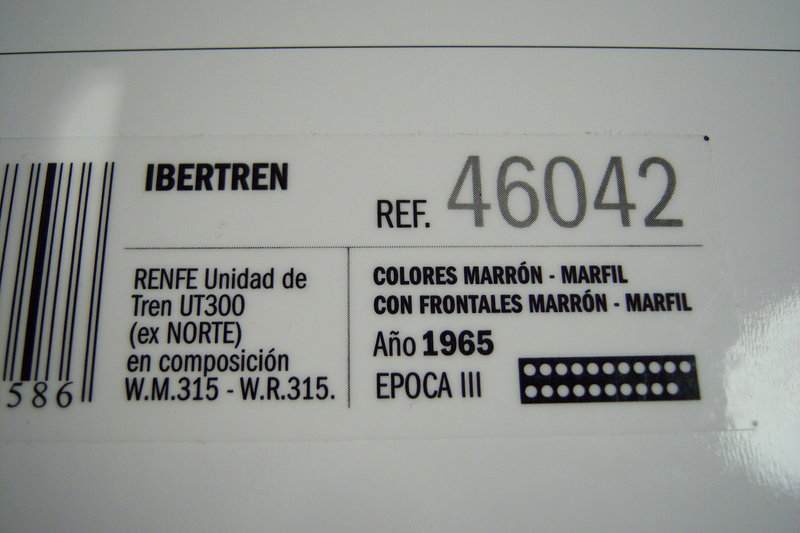 IBERTREN
REF. 46042
RENFE Unidad de
Tren UT300
(ex NORTE)
en composición
W.M.315 - W.R.315.
COLORES MARRÓN - MARFIL
CON FRONTALES MARRÓN - MARFIL
Año 1965
EPOCA III
586